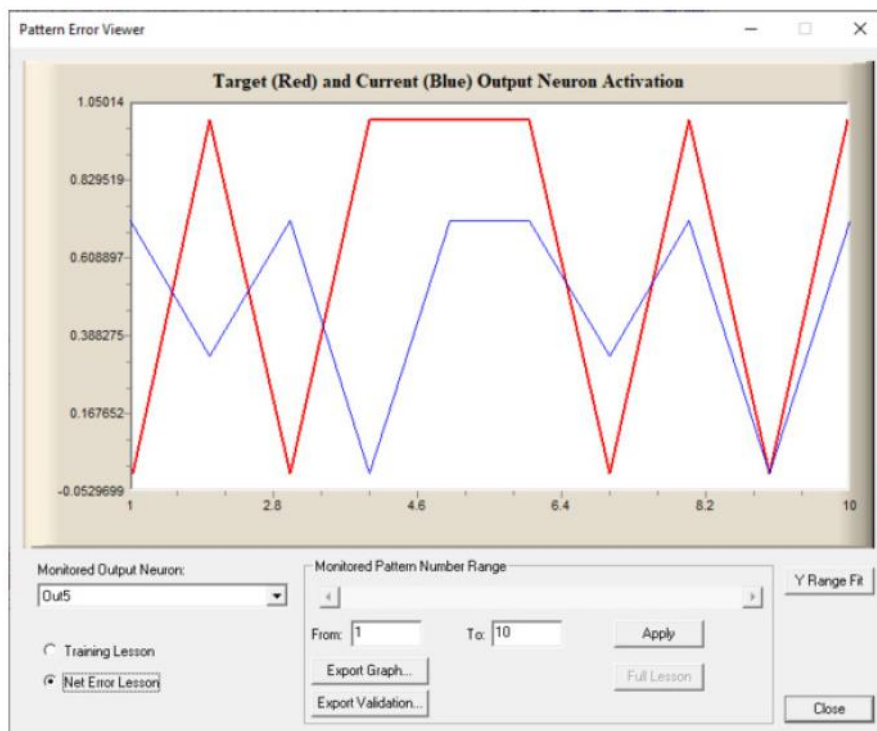 Pattern Error Viewer
Target (Red) and Current (Blue) Output Neuron Activation
1.05014
0.829519
0.608897
0.388275
0.167652
-0.0529699
1
2.8
4.6
6.4
8.2
10
Monitored Output Neuron:
Out5
Training Lesson
Net Error Lesson
Monitored Pattern Number Range
From: 1 To: 10 Apply
Export Graph... Full Lesson
Export Validation...
Y Range Fit
Close